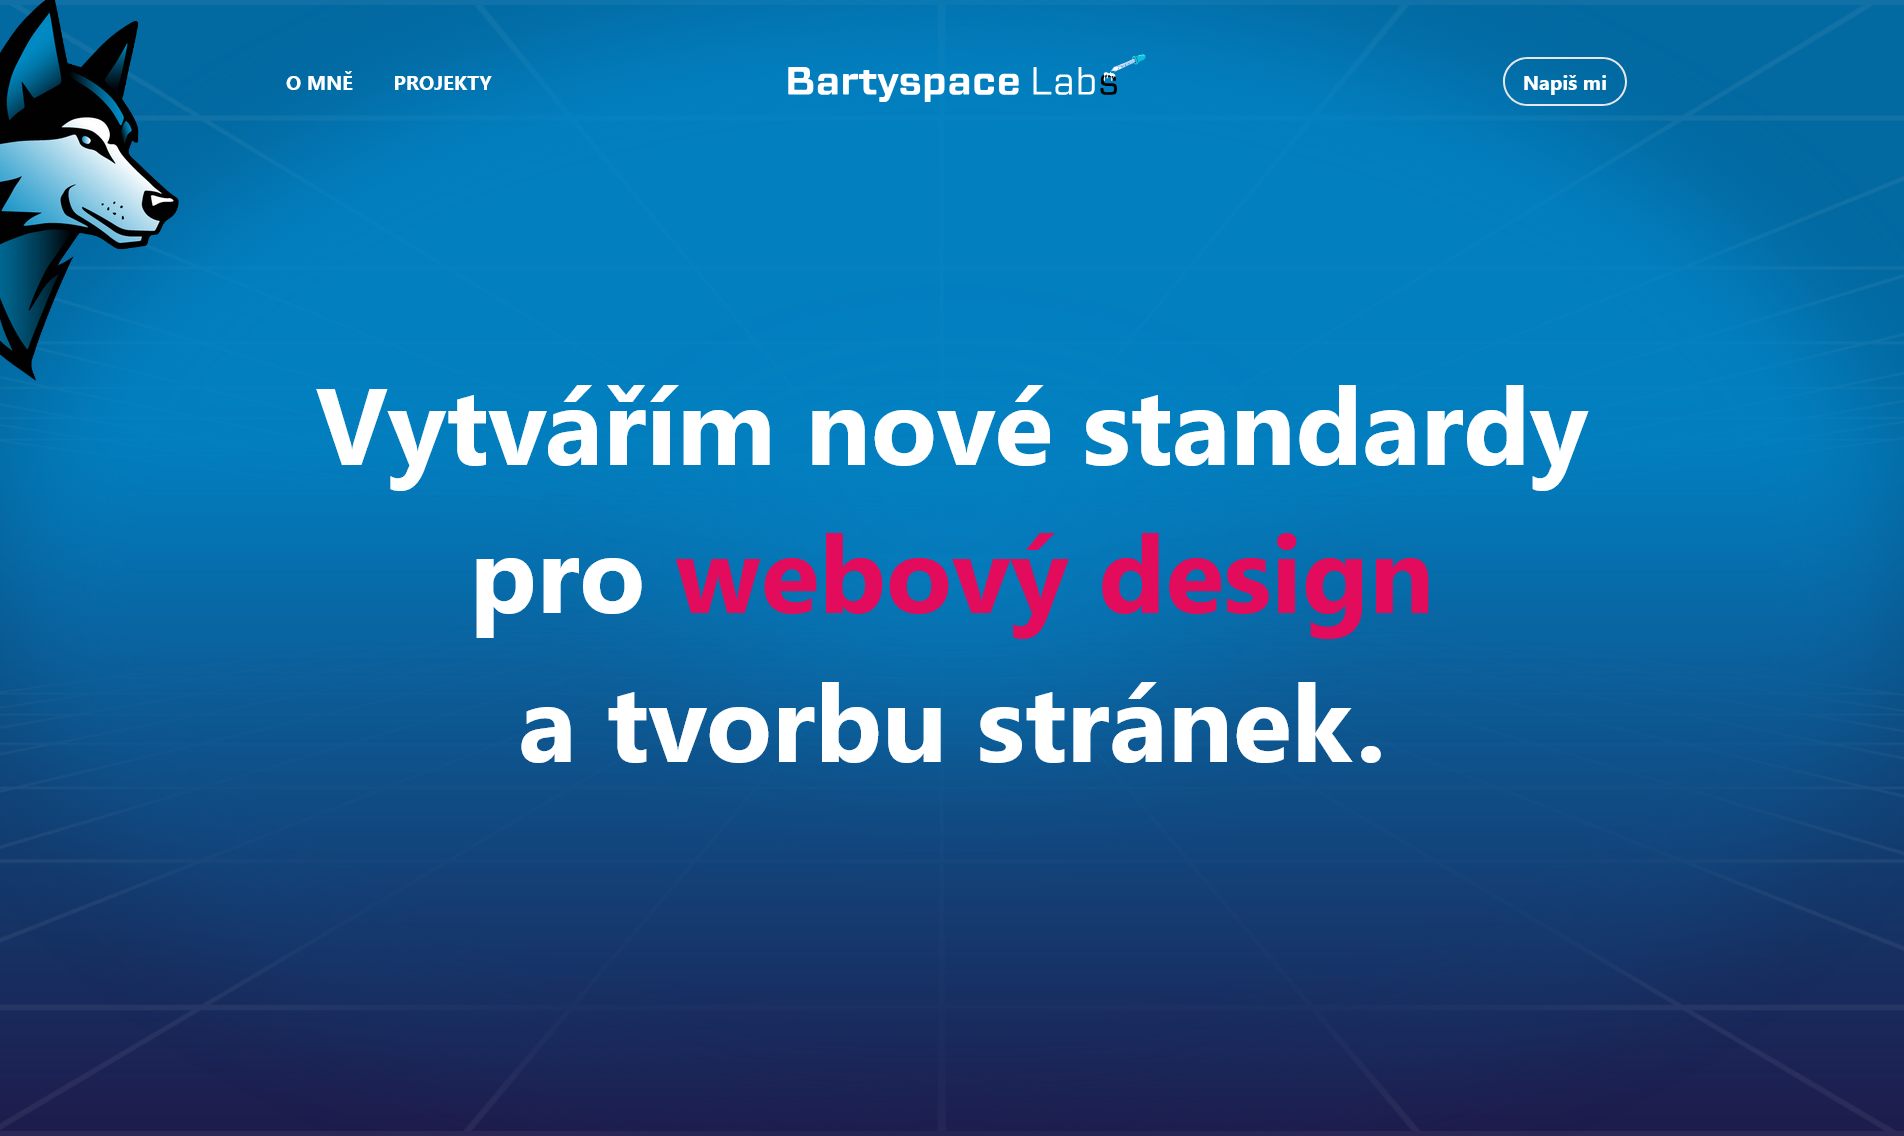 O MNĚ PROJEKTY Bartyspace Labs Napiš mi
Vytvářím nové standardy
pro webový design
a tvorbu stránek.